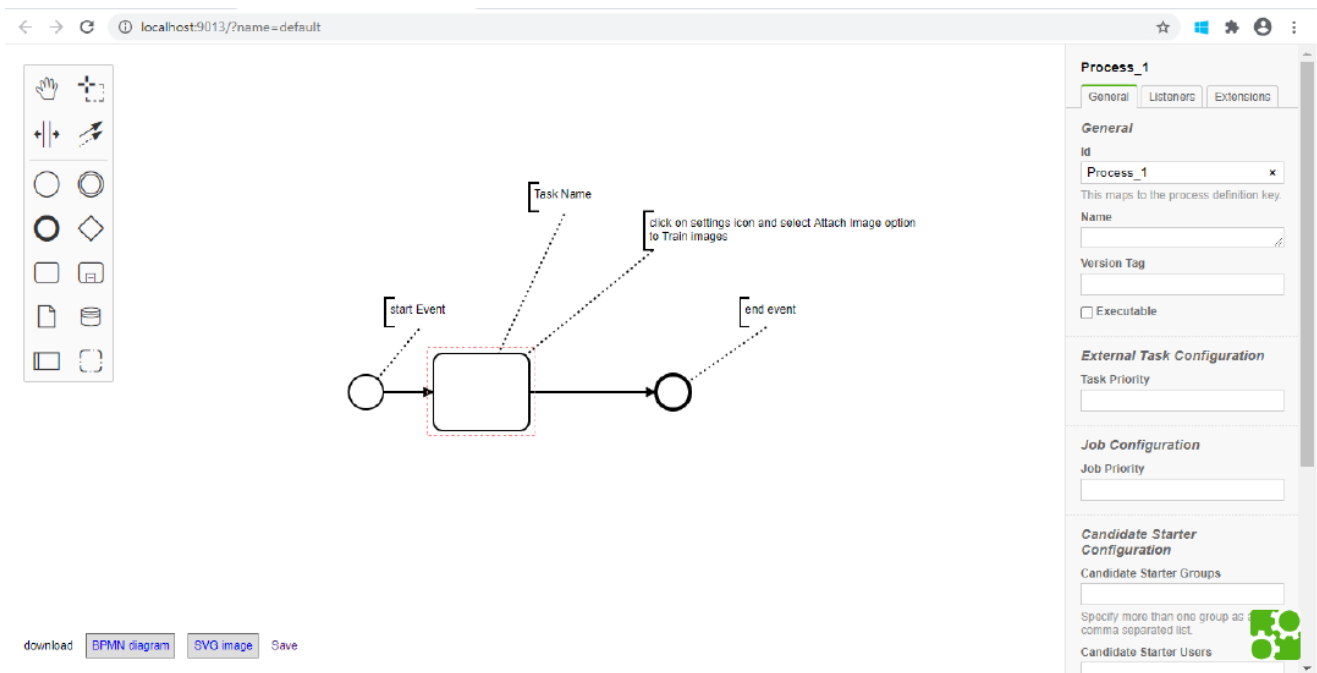 localhost:9013/?name=default
Process_1
General Listeners Extensions
General
Id
Process_1
This maps to the process definition key.
Name
Version Tag
Executable
External Task Configuration
Task Priority
Job Configuration
Job Priority
Candidate Starter
Configuration
Candidate Starter Groups
Specify more than one group as a
comma separated list.
Candidate Starter Users
Task Name
click on settings icon and select Attach Image option
to Train images
start Event
end event
download BPMN diagram SVG image Save